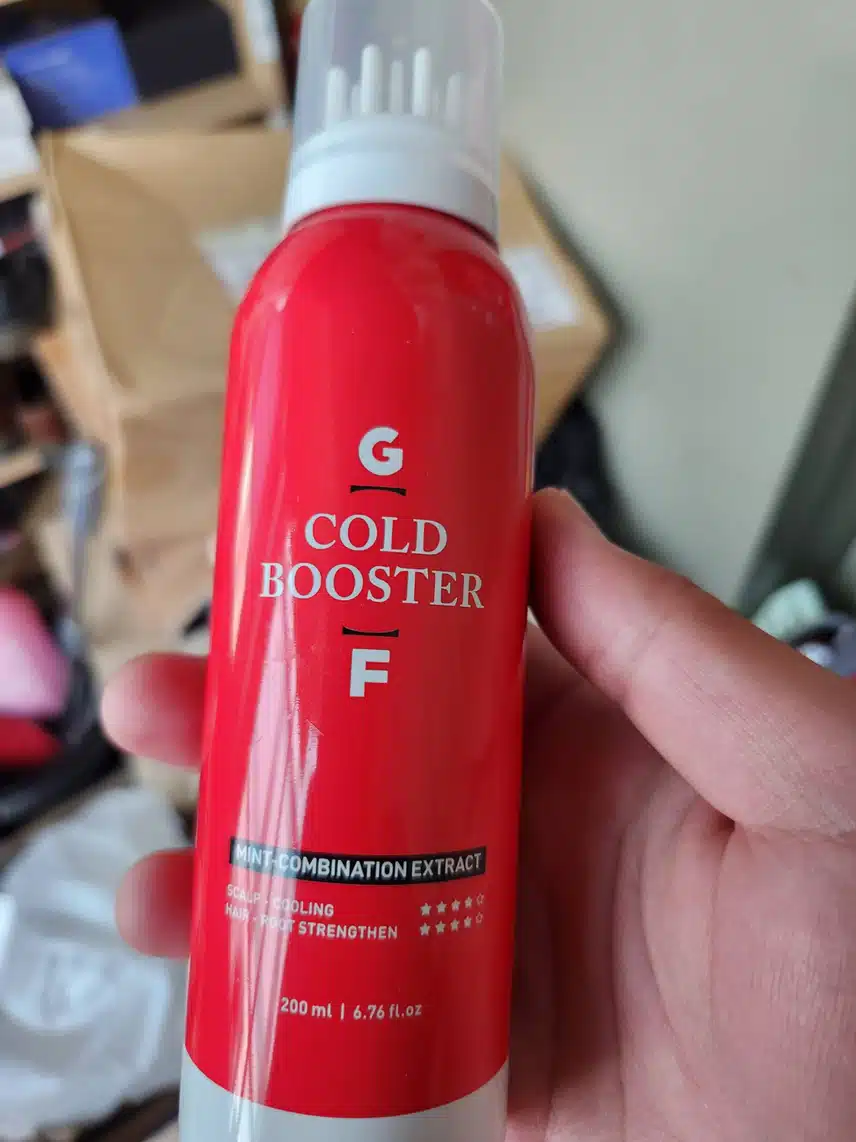 G
COLD
BOOSTER
F
MINT-COMBINATION EXTRACT
SCALP - COOLING ★★★★☆
HAIR - ROOT STRENGTHEN ★★★★☆
200 ml | 6.76 fl.oz